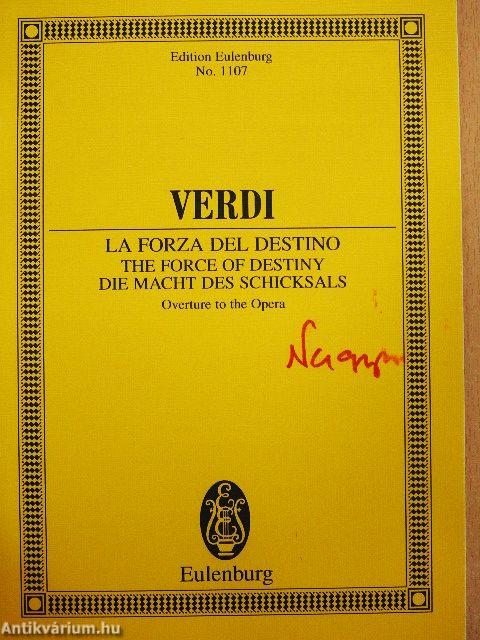 Edition Eulenburg
No. 1107
VERDI
LA FORZA DEL DESTINO
THE FORCE OF DESTINY
DIE MACHT DES SCHICKSALS
Overture to the Opera
Eulenburg
Antikvárium.hu